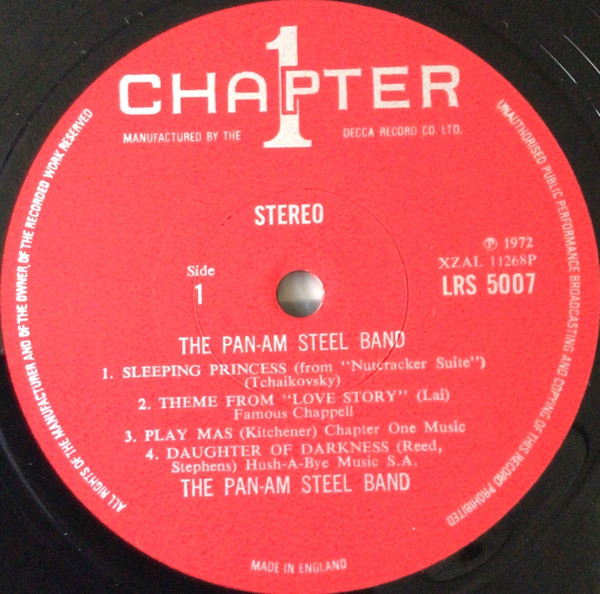 CHAPTER 1
MANUFACTURED BY THE DECCA RECORD CO. LTD.
STEREO
Side
1
℗ 1972
XZAL 11268P
LRS 5007
THE PAN-AM STEEL BAND
1. SLEEPING PRINCESS (from "Nutcracker Suite")
(Tchaikovsky)
2. THEME FROM "LOVE STORY" (Lai)
Famous Chappell
3. PLAY MAS (Kitchener) Chapter One Music
4. DAUGHTER OF DARKNESS (Reed,
Stephens) Hush-A-Bye Music S.A.
THE PAN-AM STEEL BAND
ALL RIGHTS OF THE MANUFACTURER AND OF THE OWNER OF THE RECORDED WORK RESERVED
UNAUTHORISED PUBLIC PERFORMANCE BROADCASTING AND COPYING OF THIS RECORD PROHIBITED
MADE IN ENGLAND